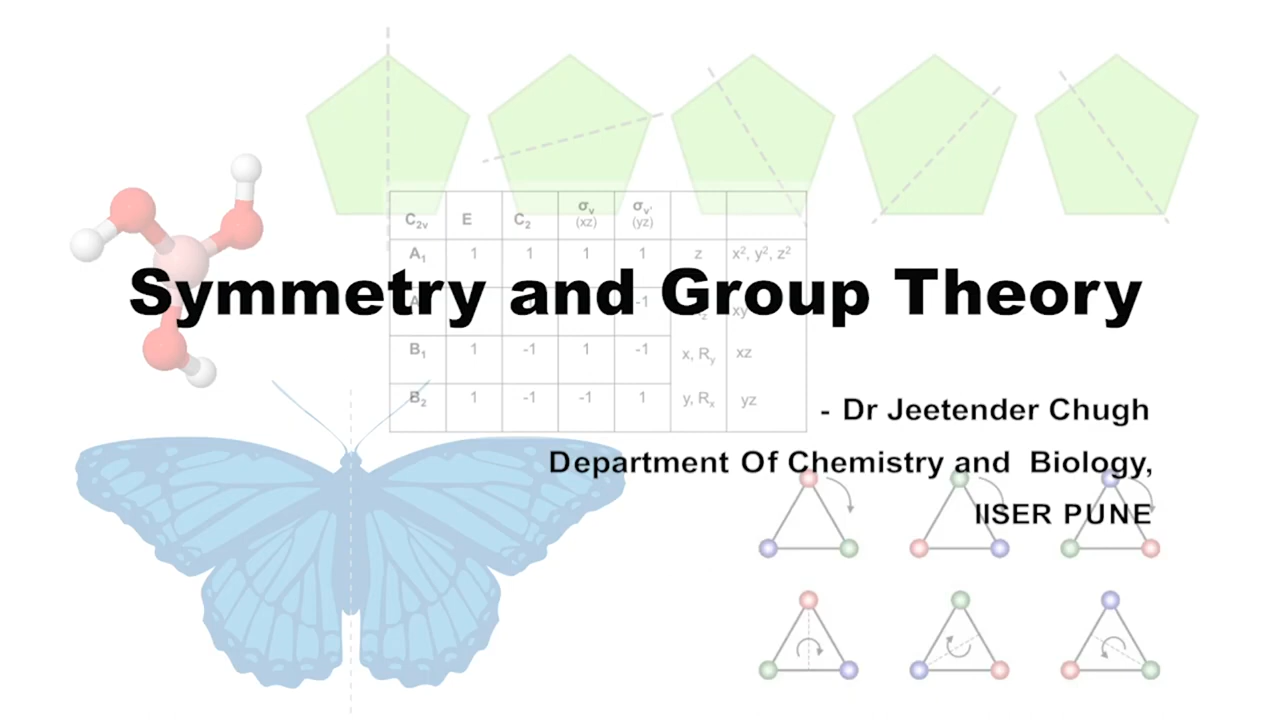 C2v E C2 σv (xz) σv' (yz)
A1 1 1 1 1 z x², y², z²
Symmetry and Group Theory
-1
B1 1 -1 1 -1 x, Ry xz
B2 1 -1 -1 1 y, Rx yz
- Dr Jeetender Chugh
Department Of Chemistry and Biology,
IISER PUNE